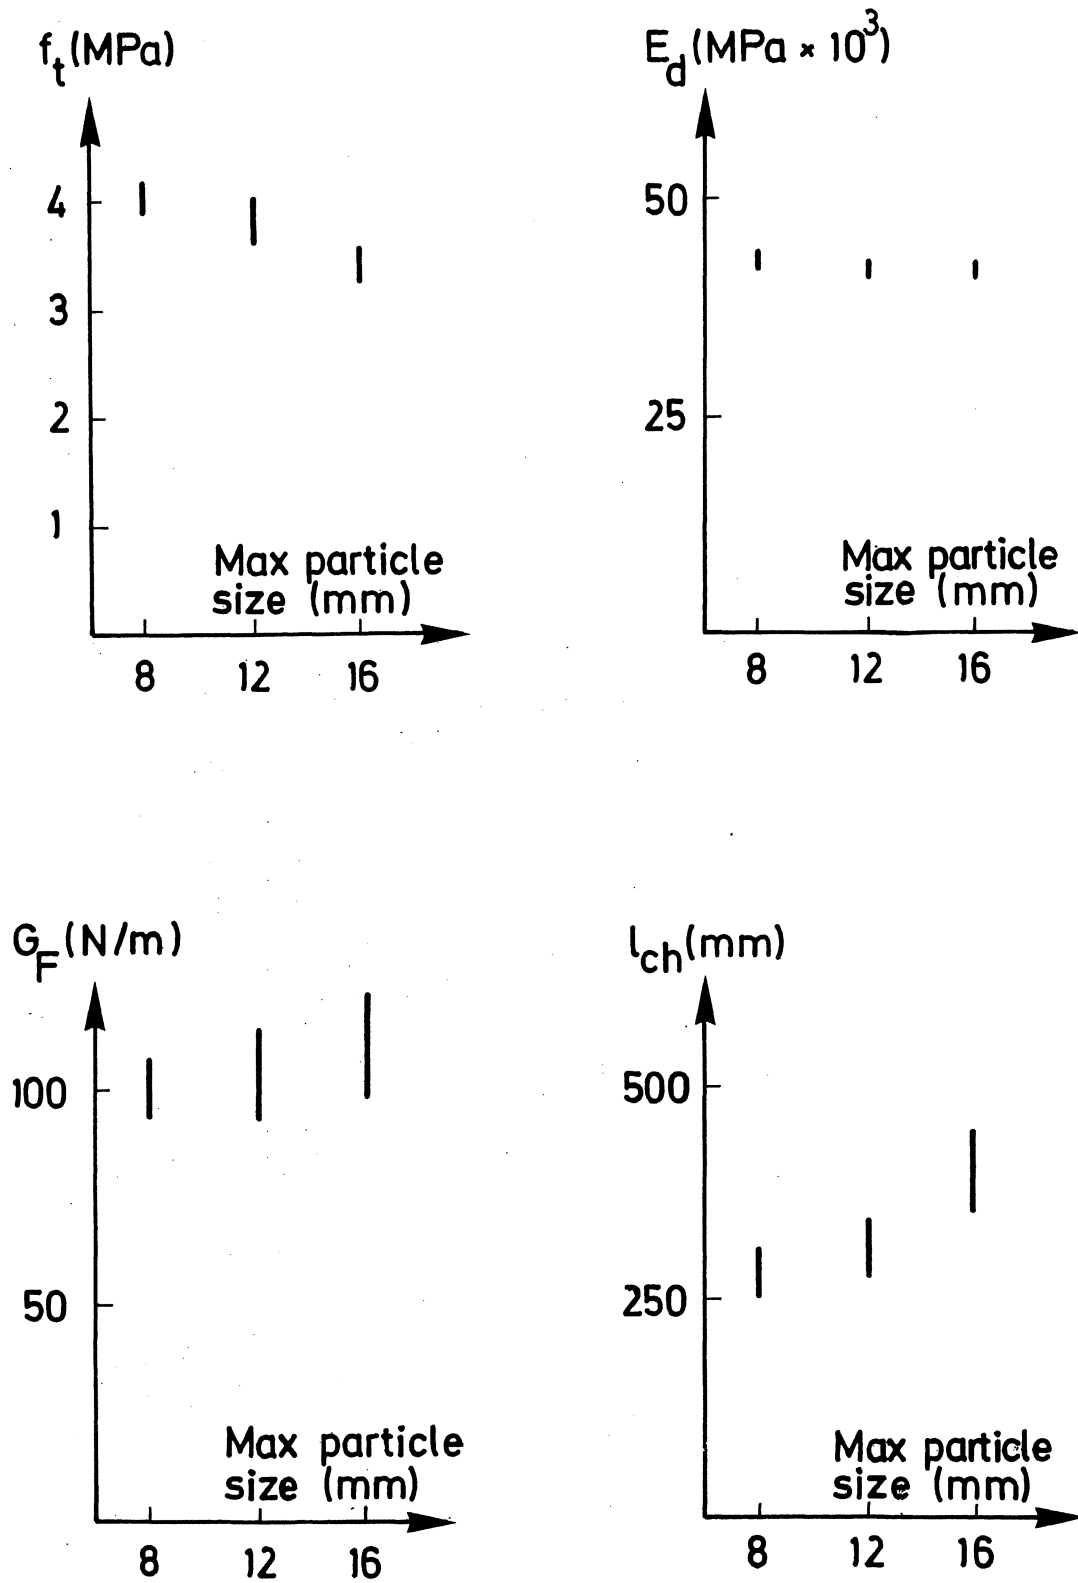 f_t (MPa)
4
3
2
1
Max particle
size (mm)
8 12 16
E_d (MPa × 10³)
50
25
Max particle
size (mm)
8 12 16
G_F (N/m)
100
50
Max particle
size (mm)
8 12 16
l_ch (mm)
500
250
Max particle
size (mm)
8 12 16